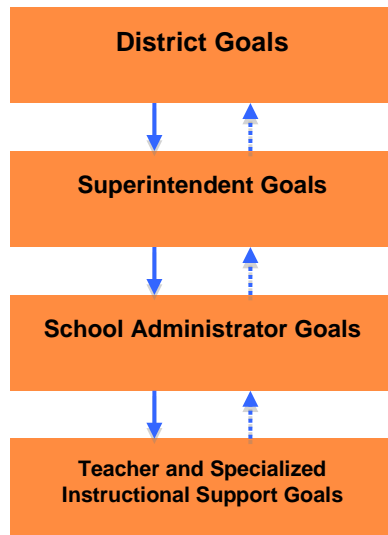 District Goals
Superintendent Goals
School Administrator Goals
Teacher and Specialized
Instructional Support Goals